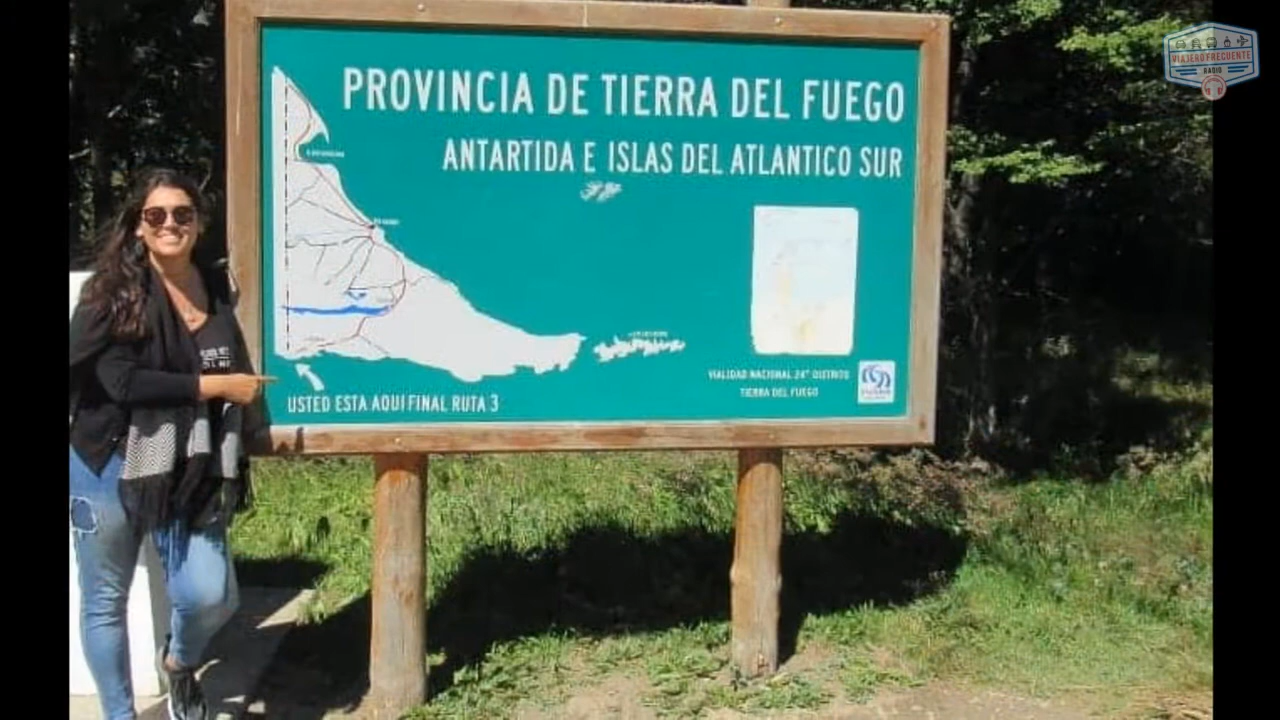 VIAJERO FRECUENTE
RADIO
PROVINCIA DE TIERRA DEL FUEGO
ANTARTIDA E ISLAS DEL ATLANTICO SUR
VIALIDAD NACIONAL 24° DISTRITO
TIERRA DEL FUEGO
USTED ESTA AQUI FINAL RUTA 3